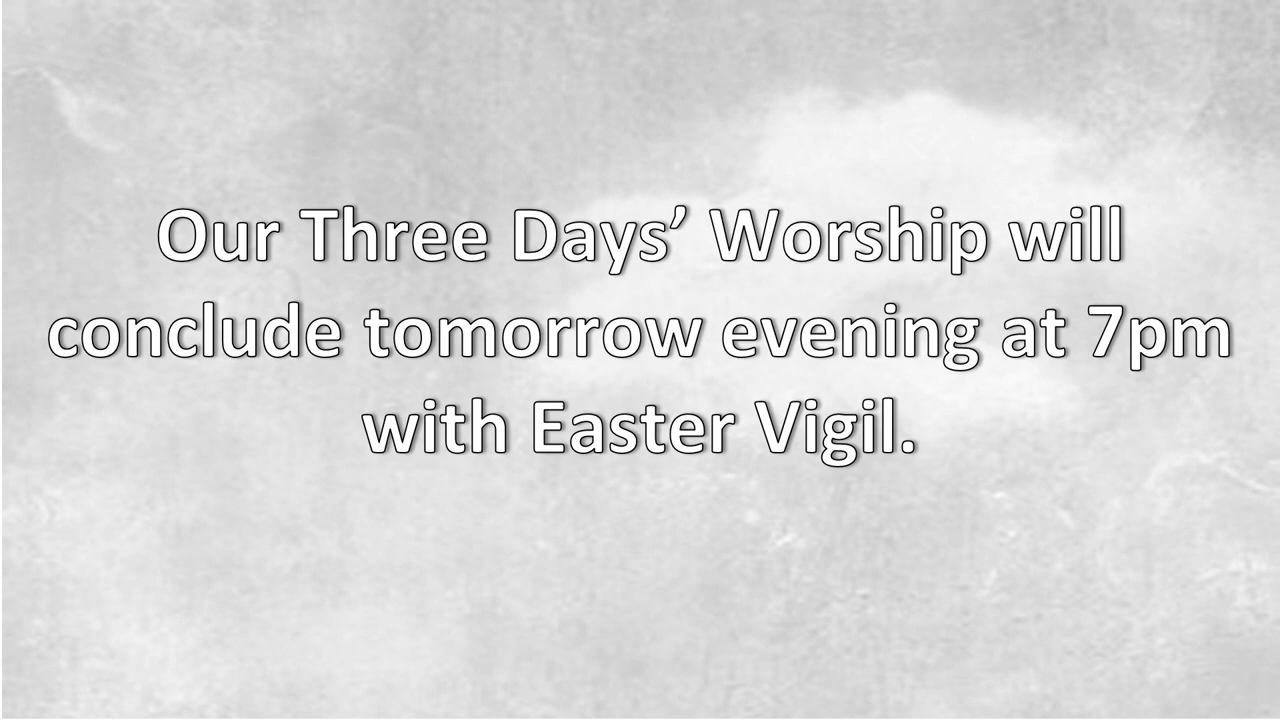 Our Three Days’ Worship will
conclude tomorrow evening at 7pm
with Easter Vigil.